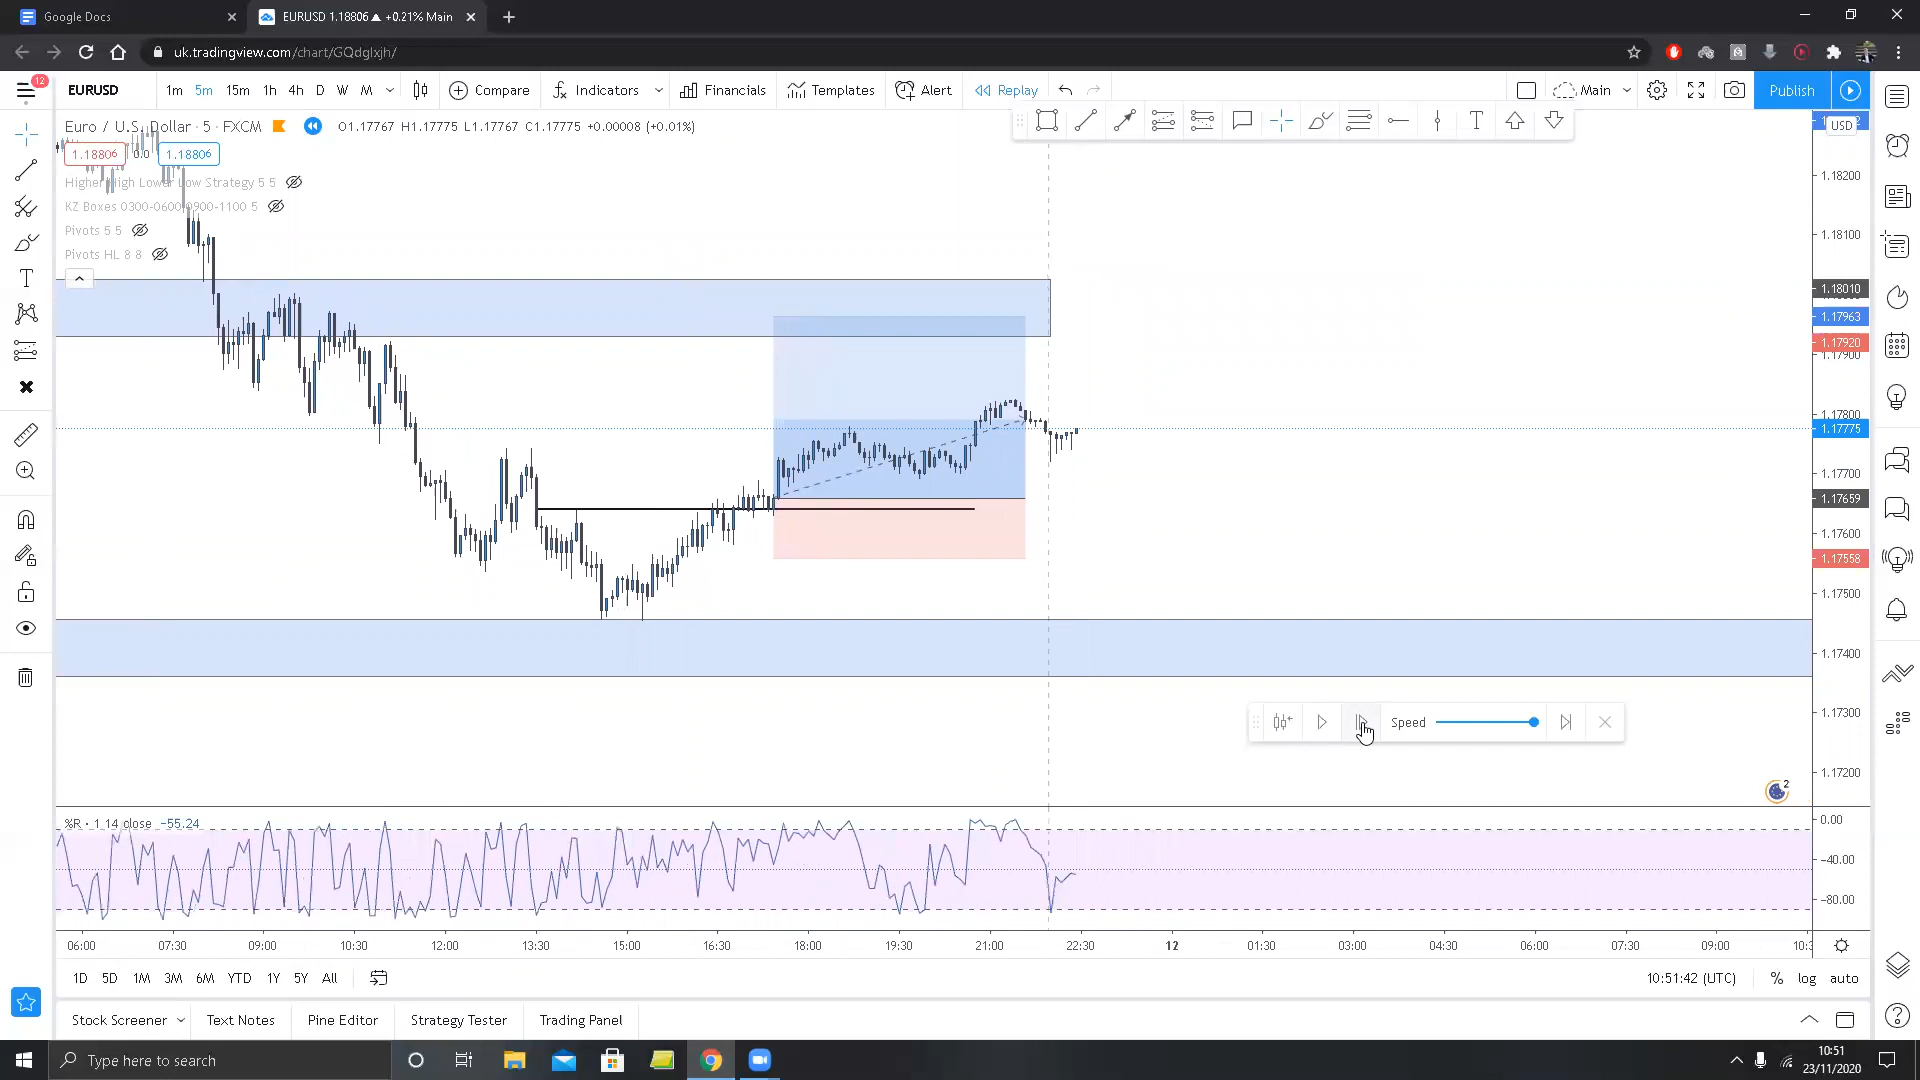 Google Docs
EURUSD 1.18806 ▲ +0.21% Main
uk.tradingview.com/chart/GQdglxjh/
12
EURUSD
1m 5m 15m 1h 4h D W M
Compare
Indicators
Financials
Templates
Alert
Replay
Main
Publish
Euro / U.S. Dollar · 5 · FXCM
O1.17767 H1.17775 L1.17767 C1.17775 +0.00008 (+0.01%)
USD
1.18806 0.0 1.18806
Higher High Lower Low Strategy 5 5
KZ Boxes 0300-0600 0900-1100 5
Pivots 5 5
Pivots HL 8 8
1.18200
1.18100
1.18010
1.17963
1.17920
1.17900
1.17800
1.17775
1.17700
1.17659
1.17600
1.17558
1.17500
1.17400
1.17300
1.17200
Speed
2
%R · 1 14 close −55.24
0.00
−40.00
−80.00
06:00 07:30 09:00 10:30 12:00 13:30 15:00 16:30 18:00 19:30 21:00 22:30 12 01:30 03:00 04:30 06:00 07:30 09:00 10:3
1D 5D 1M 3M 6M YTD 1Y 5Y All
10:51:42 (UTC) % log auto
Stock Screener Text Notes Pine Editor Strategy Tester Trading Panel
Type here to search
10:51
23/11/2020